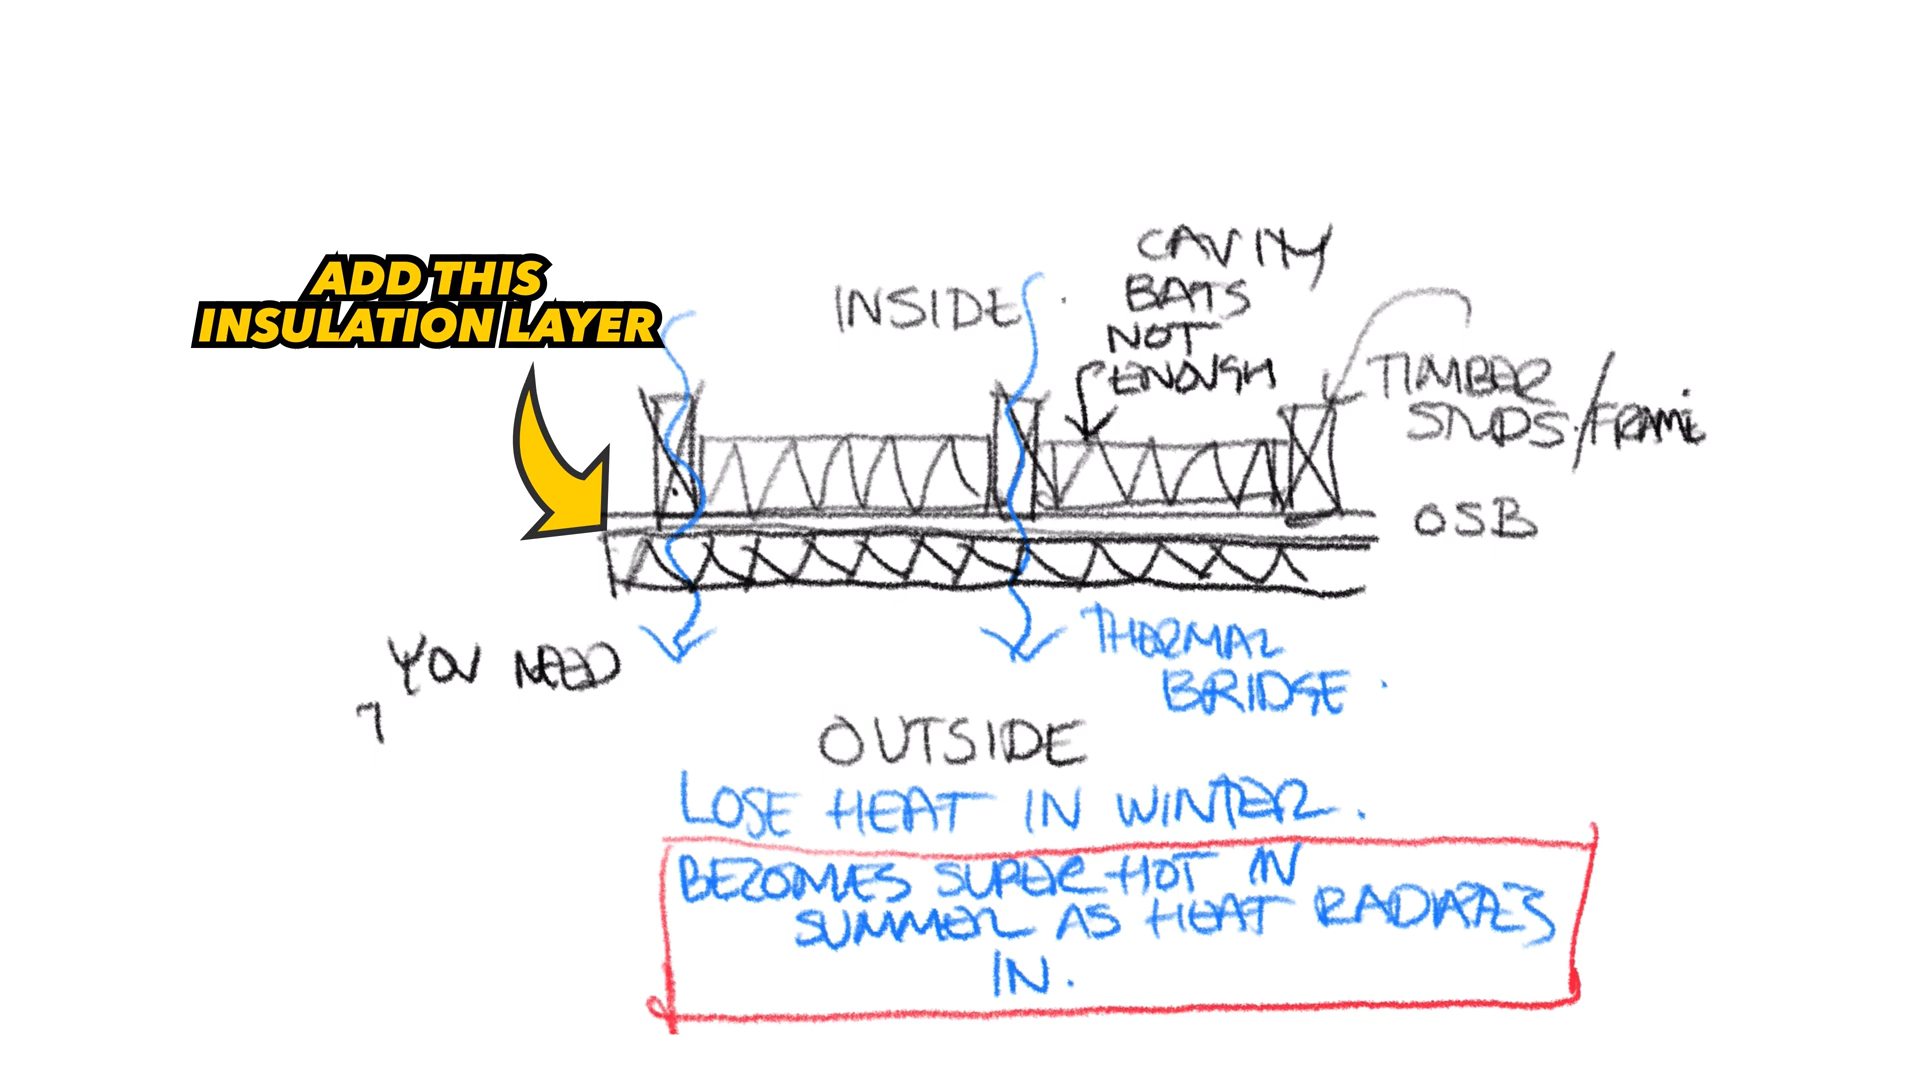 ADD THIS
INSULATION LAYER
INSIDE
CAVITY
BATS
NOT
ENOUGH
TIMBER
STUDS/FRAME
OSB
YOU NEED
THERMAL
BRIDGE.
OUTSIDE
LOSE HEAT IN WINTER.
BECOMES SUPER HOT IN
SUMMER AS HEAT RADIATES
IN.